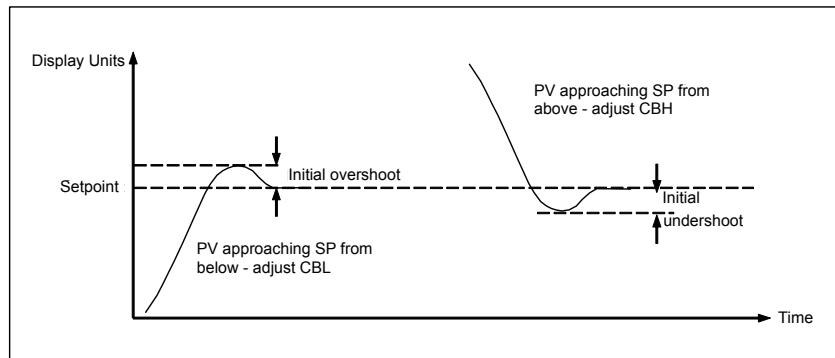 Display Units
PV approaching SP from
above - adjust CBH
Initial overshoot
Setpoint
Initial
undershoot
PV approaching SP from
below - adjust CBL
Time